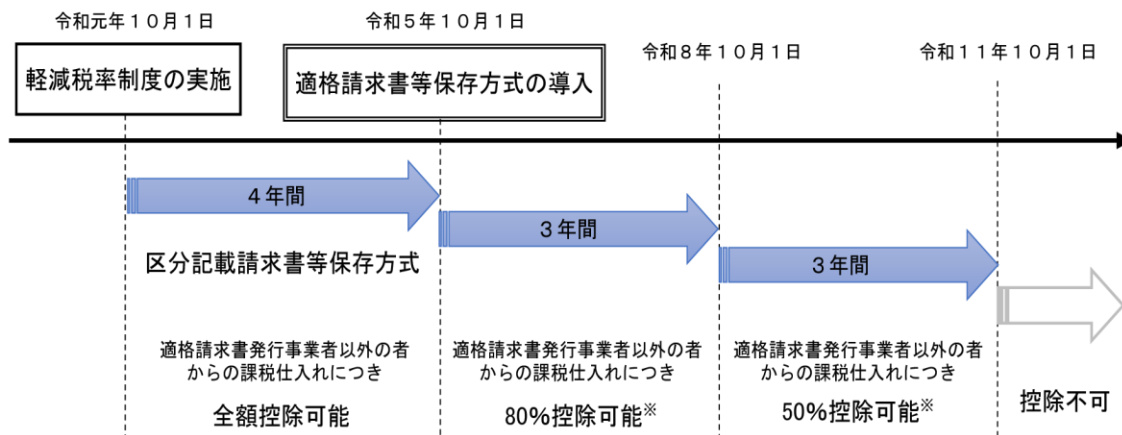 令和元年１０月１日
令和５年１０月１日
令和８年１０月１日
令和１１年１０月１日
軽減税率制度の実施
適格請求書等保存方式の導入
４年間
３年間
３年間
区分記載請求書等保存方式
適格請求書発行事業者以外の者
からの課税仕入れにつき
全額控除可能
適格請求書発行事業者以外の者
からの課税仕入れにつき
80%控除可能※
適格請求書発行事業者以外の者
からの課税仕入れにつき
50%控除可能※
控除不可